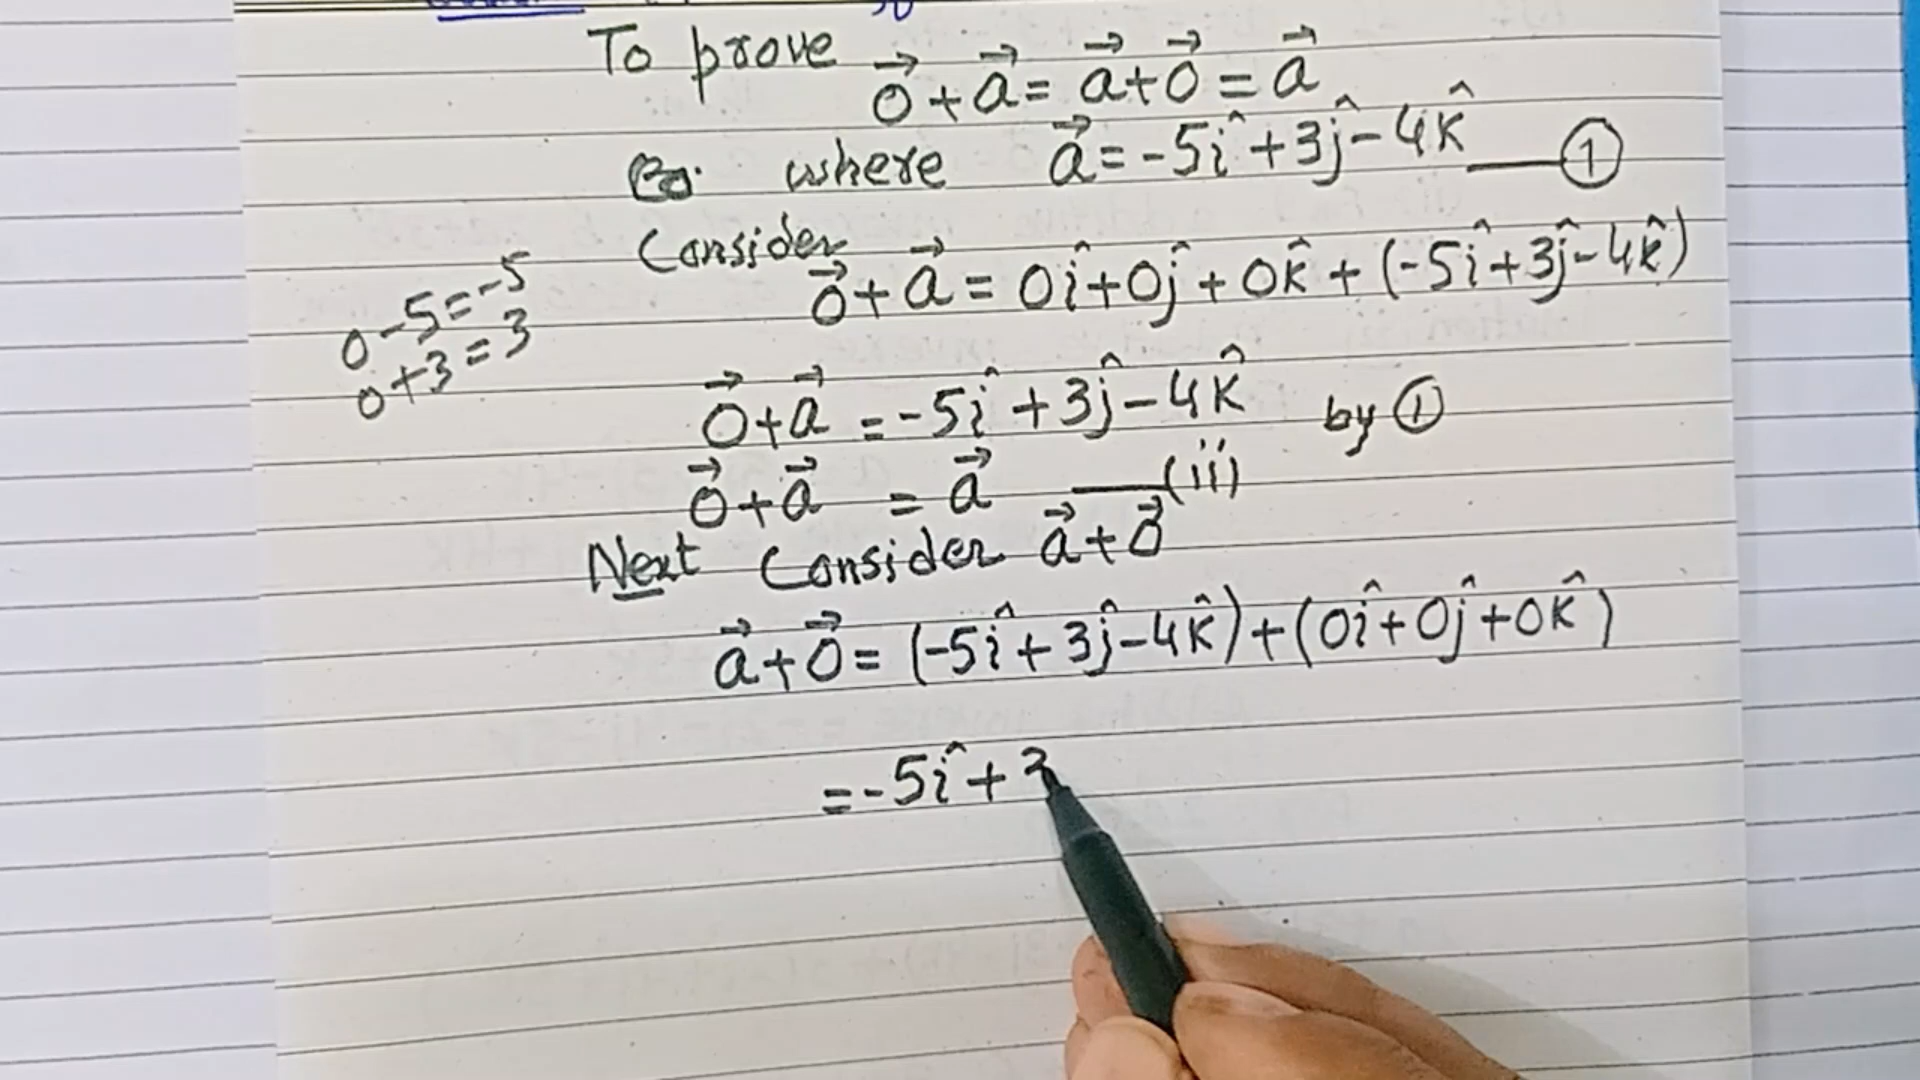 To prove
0⃗ + a⃗ = a⃗ + 0⃗ = a⃗
where a⃗ = -5î + 3ĵ - 4k̂ —— ①
Consider
0⃗ + a⃗ = 0î + 0ĵ + 0k̂ + (-5î + 3ĵ - 4k̂)
0 - 5 = -5
0 + 3 = 3
0⃗ + a⃗ = -5î + 3ĵ - 4k̂ by ①
0⃗ + a⃗ = a⃗ —— (ii)
Next Consider a⃗ + 0⃗
a⃗ + 0⃗ = (-5î + 3ĵ - 4k̂) + (0î + 0ĵ + 0k̂)
= -5î + 3